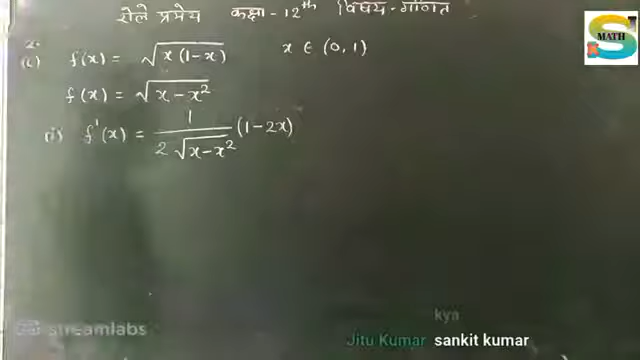 रोले प्रमेय कक्षा - 12th विषय - गणित
S MATH
2.
(i) f(x) = √(x(1-x)) x ∈ (0,1)
f(x) = √(x-x²)
(ii) f'(x) = 1/(2√(x-x²)) (1-2x)
kya
streamlabs
Jitu Kumar sankit kumar